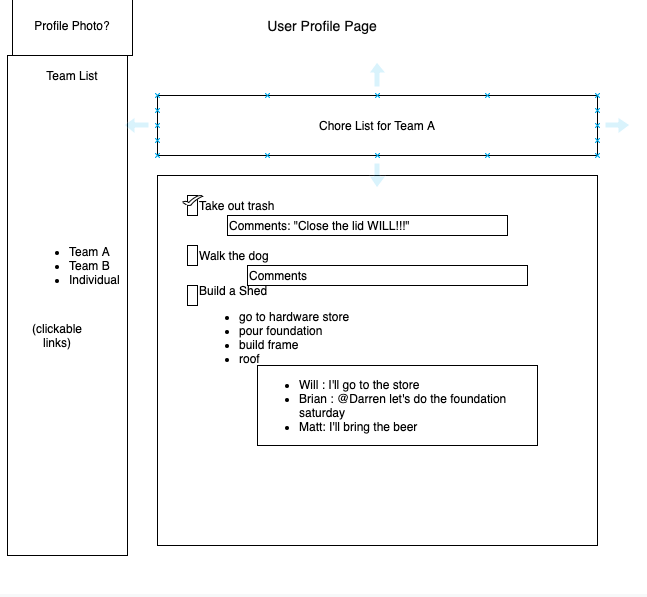 Profile Photo?
User Profile Page
Team List
Chore List for Team A
Take out trash
Comments: "Close the lid WILL!!!"
Walk the dog
Comments
Build a Shed
• go to hardware store
• pour foundation
• build frame
• roof
• Will : I'll go to the store
• Brian : @Darren let's do the foundation
saturday
• Matt: I'll bring the beer
• Team A
• Team B
• Individual
(clickable
links)